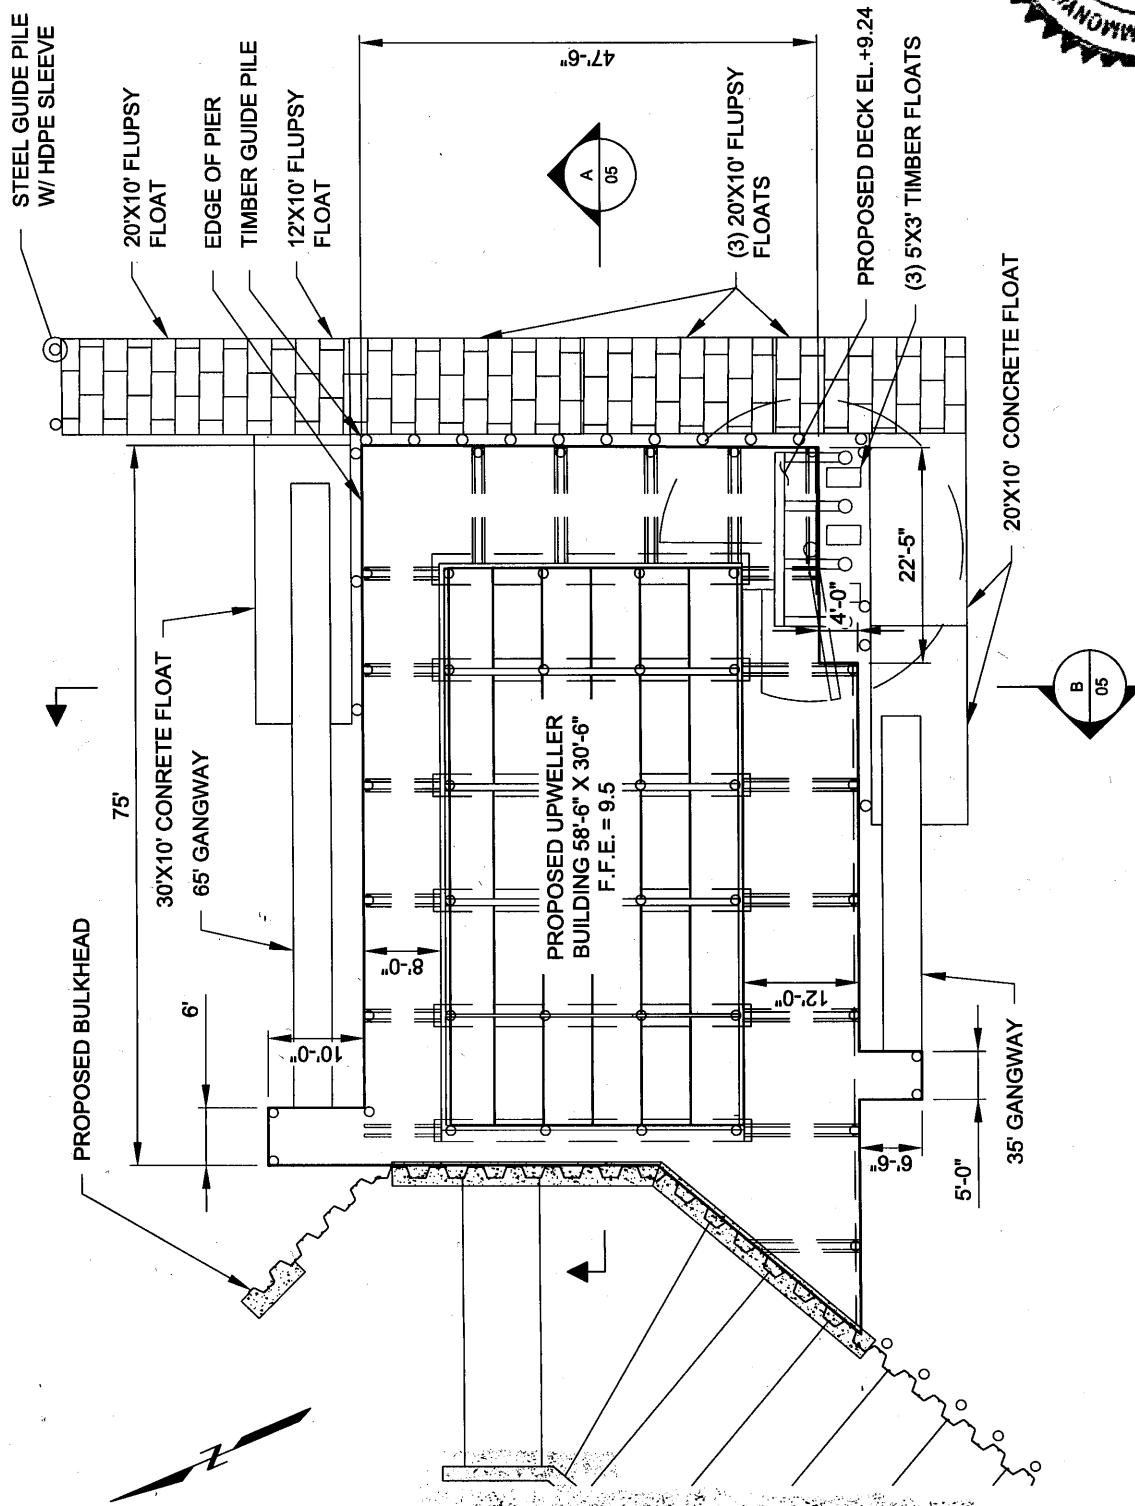 STEEL GUIDE PILE
W/ HDPE SLEEVE
20'X10' FLUPSY
FLOAT
EDGE OF PIER
TIMBER GUIDE PILE
12'X10' FLUPSY
FLOAT
47'-6"
A
05
(3) 20'X10' FLUPSY
FLOATS
PROPOSED DECK EL.+9.24
(3) 5'X3' TIMBER FLOATS
20'X10' CONCRETE FLOAT
75'
30'X10' CONRETE FLOAT
65' GANGWAY
PROPOSED BULKHEAD
6'
10'-0"
8'-0"
PROPOSED UPWELLER
BUILDING 58'-6" X 30'-6"
F.F.E. = 9.5
12'-0"
4'-0"
22'-5"
B
05
6'-6"
5'-0"
35' GANGWAY
N